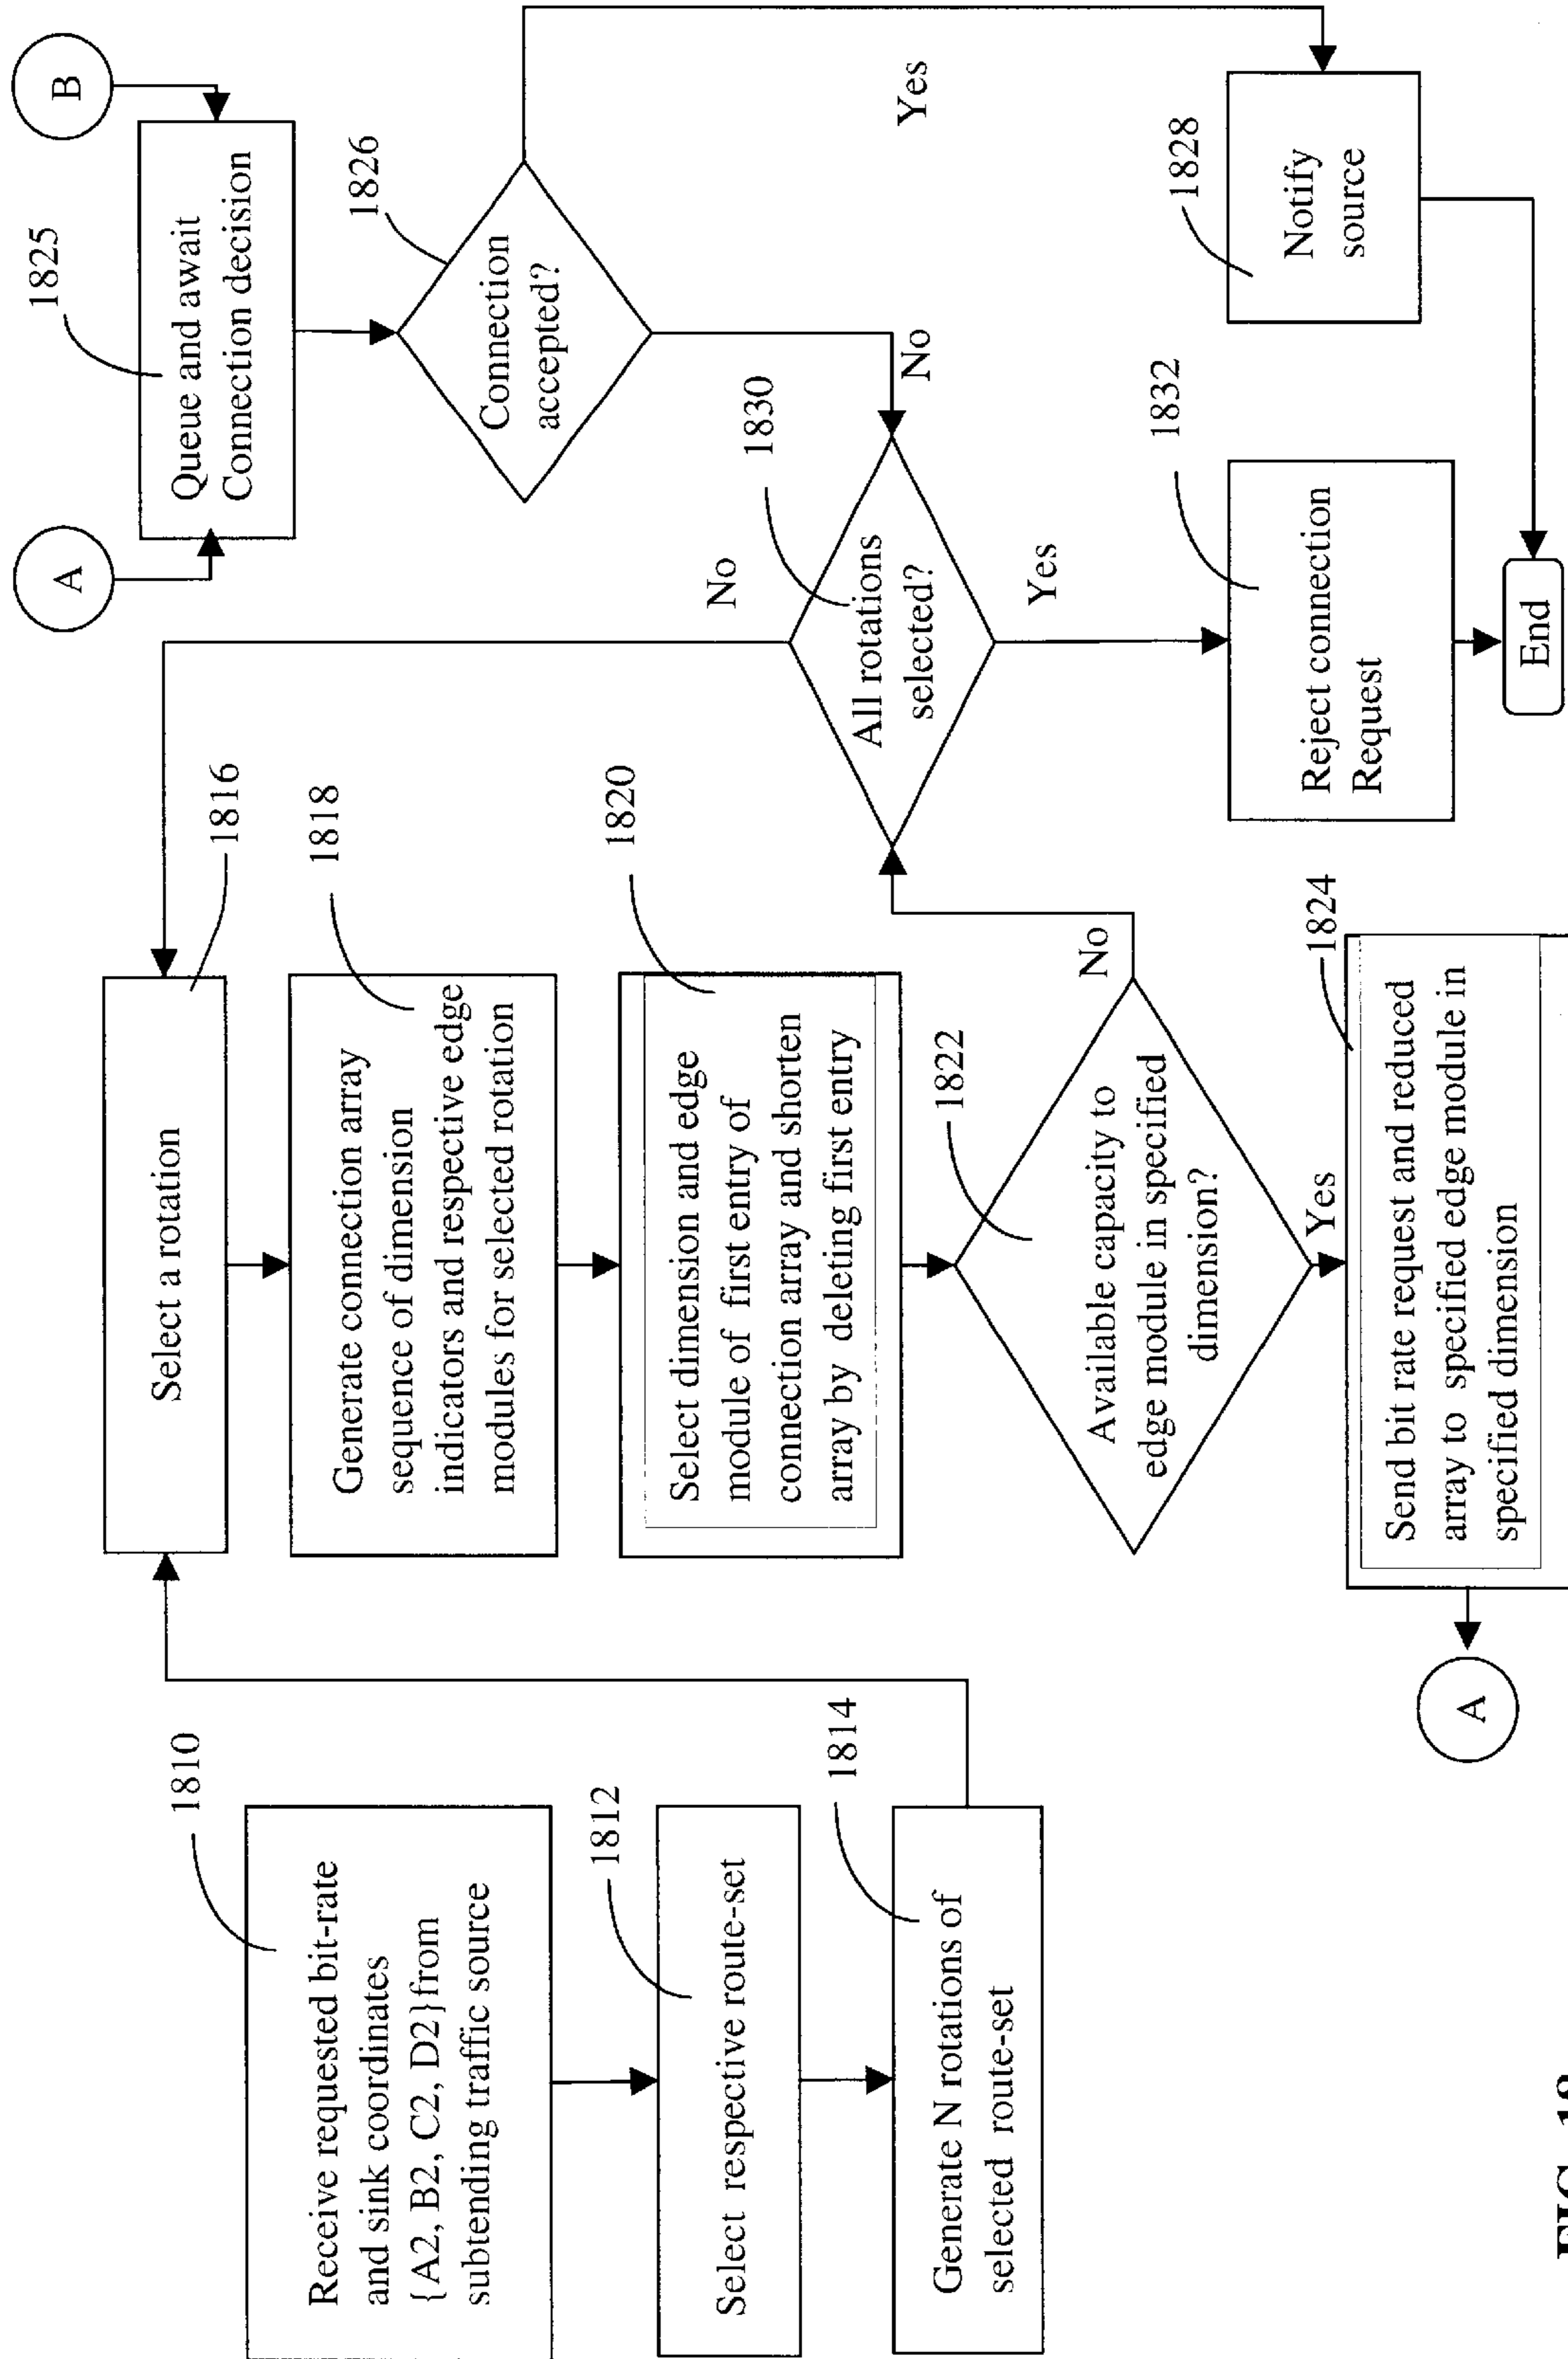 1810
Receive requested bit-rate
and sink coordinates
{A2, B2, C2, D2}from
subtending traffic source
1812
Select respective route-set
1814
Generate N rotations of
selected route-set
1816
Select a rotation
1818
Generate connection array
sequence of dimension
indicators and respective edge
modules for selected rotation
1820
Select dimension and edge
module of first entry of
connection array and shorten
array by deleting first entry
1822
Available capacity to
edge module in specified
dimension?
No
Yes
1824
Send bit rate request and reduced
array to specified edge module in
specified dimension
A
A
B
1825
Queue and await
Connection decision
1826
Connection
accepted?
Yes
No
1830
All rotations
selected?
No
Yes
1828
Notify
source
1832
Reject connection
Request
End
FIG. 18